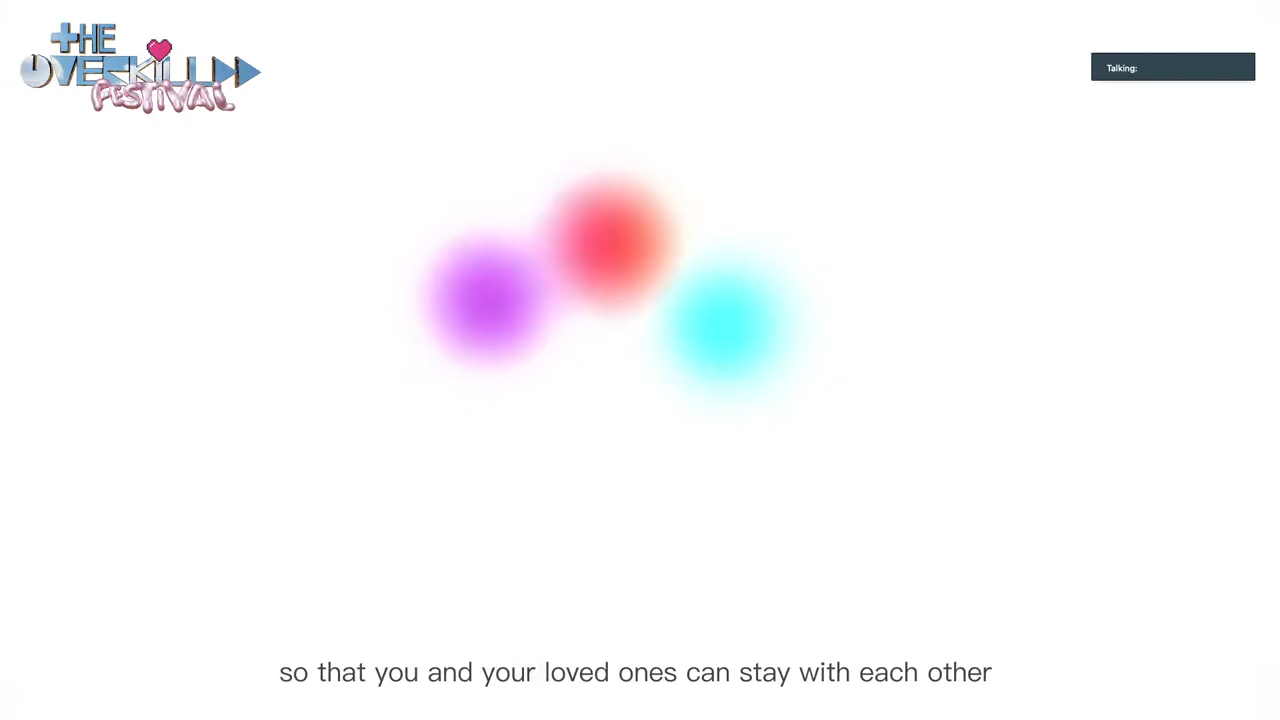 THE
OVERKILL
FESTIVAL
Talking:
so that you and your loved ones can stay with each other